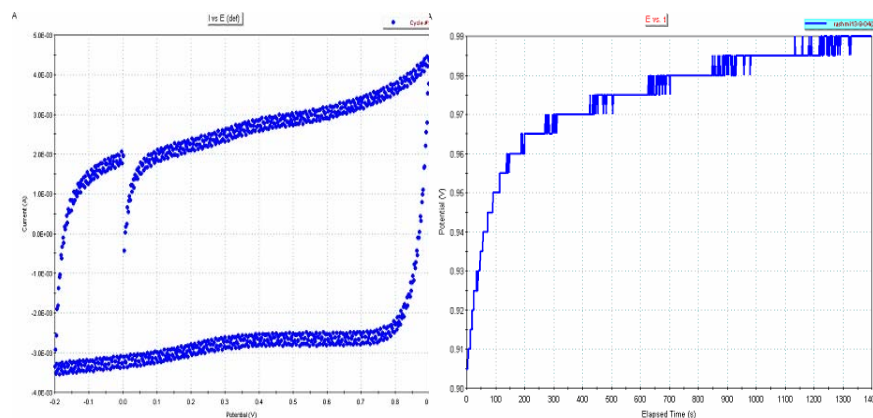 A
I vs E (def)
Cycle #
5.0E-03
4.0E-03
3.0E-03
2.0E-03
1.0E-03
0.0E+00
-1.0E-03
-2.0E-03
-3.0E-03
-4.0E-03
Current (A)
-0.2 -0.1 0.0 0.1 0.2 0.3 0.4 0.5 0.6 0.7 0.8
Potential (V)
A
E vs. t
0.99
0.98
0.97
0.96
0.95
0.94
0.93
0.92
0.91
0.90
Potential (V)
0 100 200 300 400 500 600 700 800 900 1000 1100 1200 1300
Elapsed Time (s)